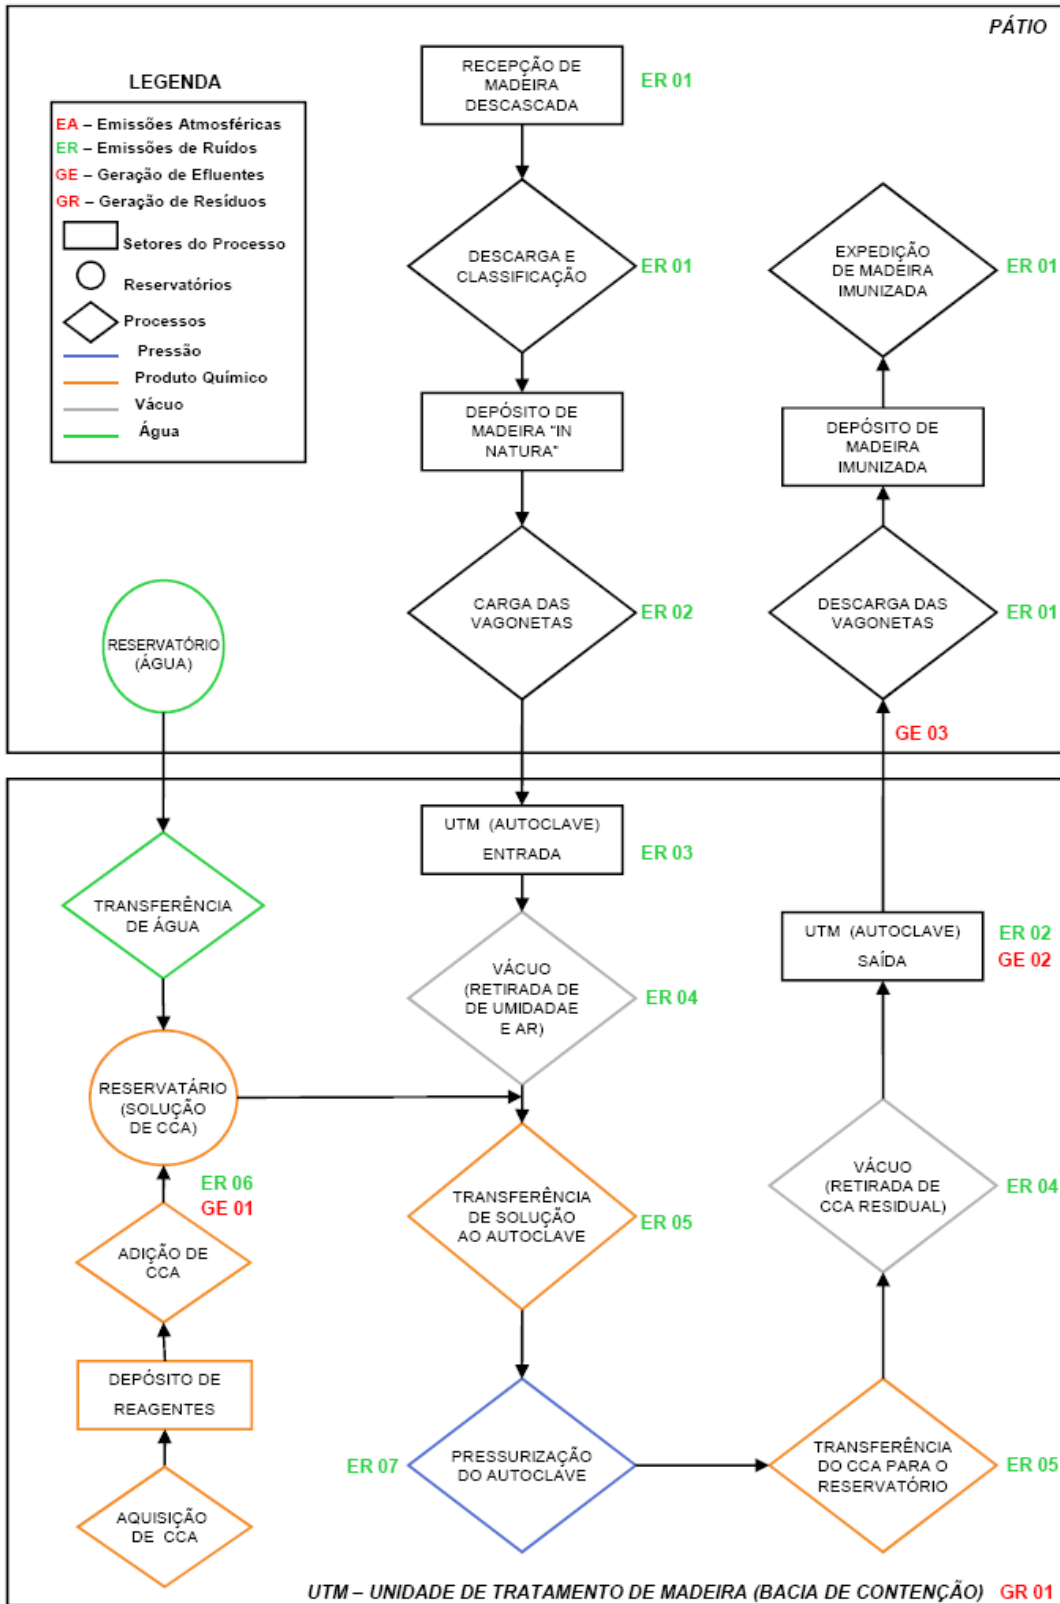 PÁTIO
LEGENDA
EA – Emissões Atmosféricas
ER – Emissões de Ruídos
GE – Geração de Efluentes
GR – Geração de Resíduos
Setores do Processo
Reservatórios
Processos
Pressão
Produto Químico
Vácuo
Água
RECEPÇÃO DE
MADEIRA
DESCASCADA
ER 01
DESCARGA E
CLASSIFICAÇÃO
ER 01
DEPÓSITO DE
MADEIRA “IN
NATURA”
CARGA DAS
VAGONETAS
ER 02
EXPEDIÇÃO
DE MADEIRA
IMUNIZADA
ER 01
DEPÓSITO DE
MADEIRA
IMUNIZADA
DESCARGA DAS
VAGONETAS
ER 01
GE 03
RESERVATÓRIO
(ÁGUA)
TRANSFERÊNCIA
DE ÁGUA
RESERVATÁRIO
(SOLUÇÃO
DE CCA)
ER 06
GE 01
ADIÇÃO DE
CCA
DEPÓSITO DE
REAGENTES
AQUISIÇÃO
DE CCA
UTM (AUTOCLAVE)
ENTRADA
ER 03
VÁCUO
(RETIRADA DE
DE UMIDADAE
E AR)
ER 04
TRANSFERÊNCIA
DE SOLUÇÃO
AO AUTOCLAVE
ER 05
ER 07
PRESSURIZAÇÃO
DO AUTOCLAVE
TRANSFERÊNCIA
DO CCA PARA O
RESERVATÓRIO
ER 05
VÁCUO
(RETIRADA DE
CCA RESIDUAL)
ER 04
UTM (AUTOCLAVE)
SAÍDA
ER 02
GE 02
UTM – UNIDADE DE TRATAMENTO DE MADEIRA (BACIA DE CONTENÇÃO) GR 01